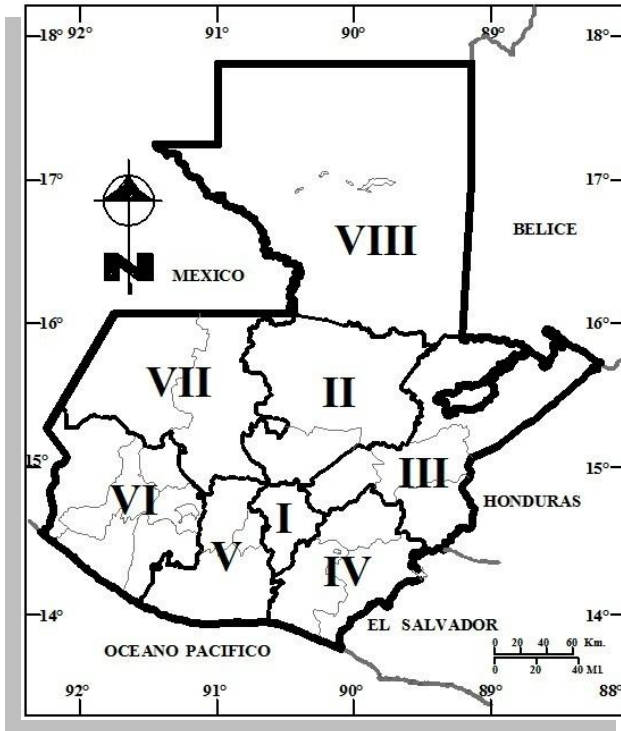 92° 91° 90° 89°
18° 18°
17° 17°
VIII
BELICE
N
MEXICO
16° 16°
VII
II
15° 15°
III
VI
HONDURAS
I
V
IV
14° 14°
EL SALVADOR
OCEANO PACIFICO
0 20 40 60 Km.
0 20 40 M1.
92° 91° 90° 89° 88°